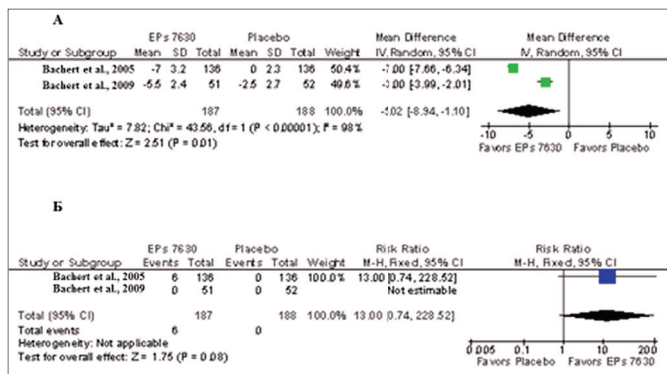 А
EPs 7630 Placebo Mean Difference Mean Difference
Study or Subgroup Mean SD Total Mean SD Total Weight IV, Random, 95% CI IV, Random, 95% CI
Bachert et al., 2005 -7 3.2 136 0 2.3 136 50.4% -7.00 [-7.66, -6.34]
Bachert et al., 2009 -5.5 2.4 51 -2.5 2.7 52 49.6% -3.00 [-3.99, -2.01]
Total (95% CI) 187 188 100.0% -5.02 [-8.94, -1.10]
Heterogeneity: Tau² = 7.82; Chi² = 43.56, df = 1 (P < 0.00001); I² = 98%
Test for overall effect: Z = 2.51 (P = 0.01)
-10 -5 0 5 10
Favors EPs 7630 Favors Placebo
Б
EPs 7630 Placebo Risk Ratio Risk Ratio
Study or Subgroup Events Total Events Total Weight M-H, Fixed, 95% CI M-H, Fixed, 95% CI
Bachert et al., 2005 6 136 0 136 100.0% 13.00 [0.74, 228.52]
Bachert et al., 2009 0 51 0 52 Not estimable
Total (95% CI) 187 188 100.0% 13.00 [0.74, 228.52]
Total events 6 0
Heterogeneity: Not applicable
Test for overall effect: Z = 1.75 (P = 0.08)
0.005 0.1 1 10 200
Favors Placebo Favors EPs 7630